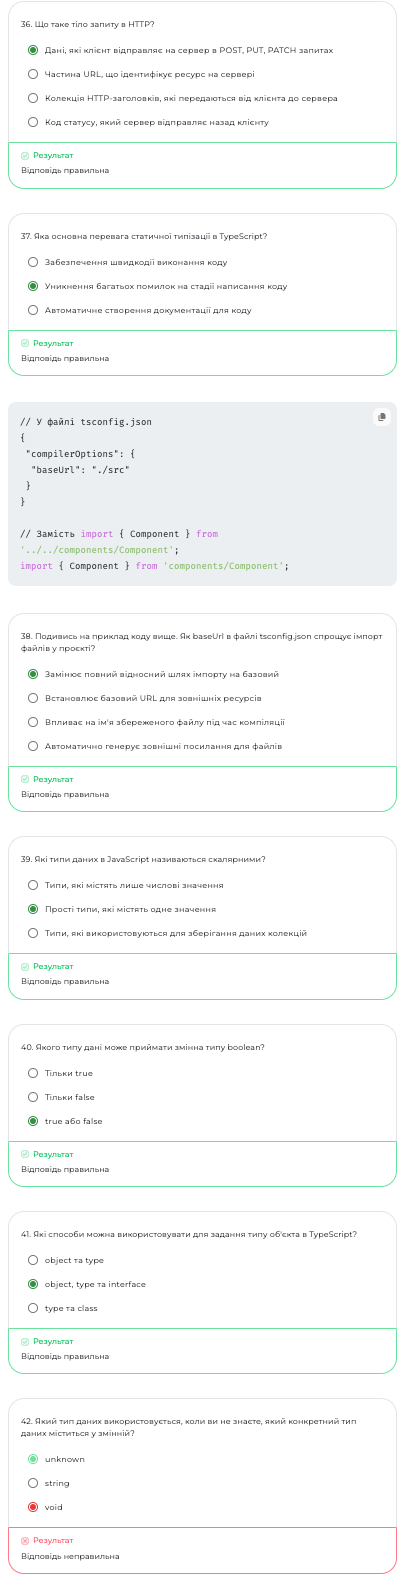 36. Що таке тіло запиту в HTTP?
Дані, які клієнт відправляє на сервер в POST, PUT, PATCH запитах
Частина URL, що ідентифікує ресурс на сервері
Колекція HTTP-заголовків, які передаються від клієнта до сервера
Код статусу, який сервер відправляє назад клієнту
Результат
Відповідь правильна
37. Яка основна перевага статичної типізації в TypeScript?
Забезпечення швидкодії виконання коду
Уникнення багатьох помилок на стадії написання коду
Автоматичне створення документації для коду
Результат
Відповідь правильна
// У файлі tsconfig.json
{
"compilerOptions": {
"baseUrl": "./src"
}
}
// Замість import { Component } from
'../../components/Component';
import { Component } from 'components/Component';
38. Подивись на приклад коду вище. Як baseUrl в файлі tsconfig.json спрощує імпорт
файлів у проєкті?
Замінює повний відносний шлях імпорту на базовий
Встановлює базовий URL для зовнішніх ресурсів
Впливає на ім'я збереженого файлу під час компіляції
Автоматично генерує зовнішні посилання для файлів
Результат
Відповідь правильна
39. Які типи даних в JavaScript називаються скалярними?
Типи, які містять лише числові значення
Прості типи, які містять одне значення
Типи, які використовуються для зберігання даних колекцій
Результат
Відповідь правильна
40. Якого типу дані може приймати змінна типу boolean?
Тільки true
Тільки false
true або false
Результат
Відповідь правильна
41. Які способи можна використовувати для задання типу об'єкта в TypeScript?
object та type
object, type та interface
type та class
Результат
Відповідь правильна
42. Який тип даних використовується, коли ви не знаєте, який конкретний тип
даних міститься у змінній?
unknown
string
void
Результат
Відповідь неправильна